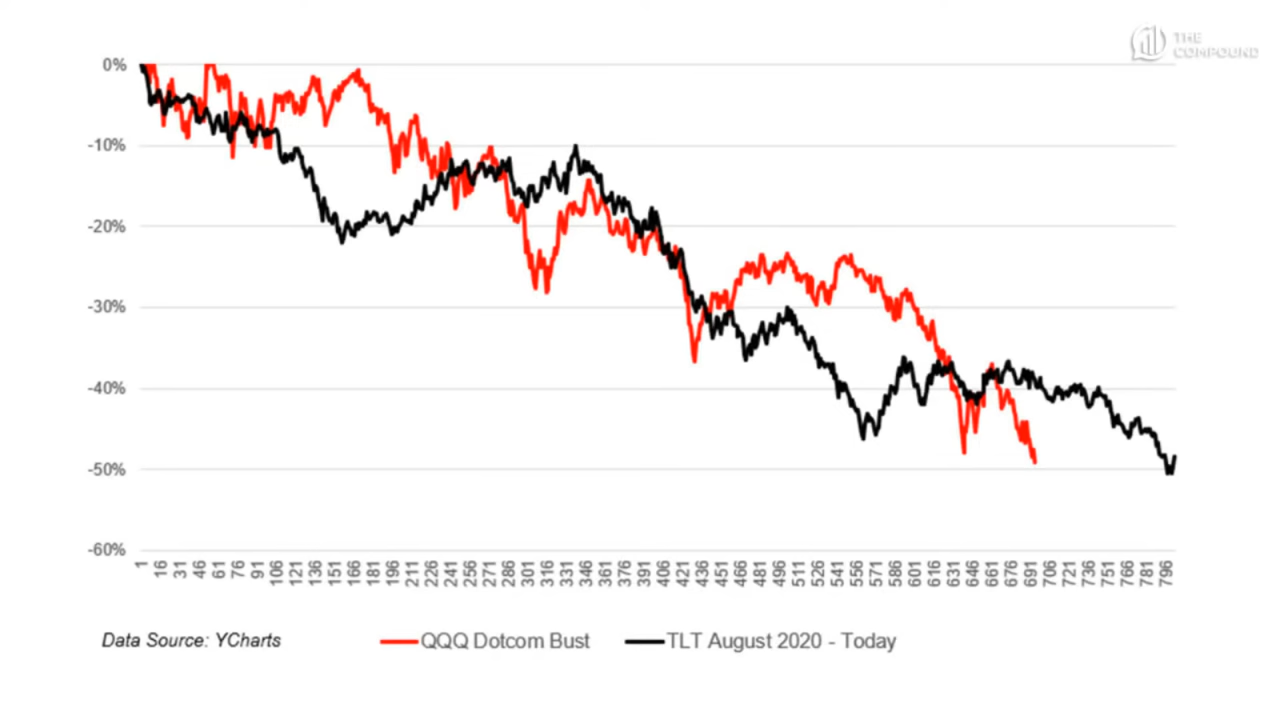 THE
COMPOUND
0%
-10%
-20%
-30%
-40%
-50%
-60%
1 16 31 46 61 76 91 106 121 136 151 166 181 196 211 226 241 256 271 286 301 316 331 346 361 376 391 406 421 436 451 466 481 496 511 526 541 556 571 586 601 616 631 646 661 676 691 706 721 736 751 766 781 796
Data Source: YCharts
QQQ Dotcom Bust
TLT August 2020 - Today